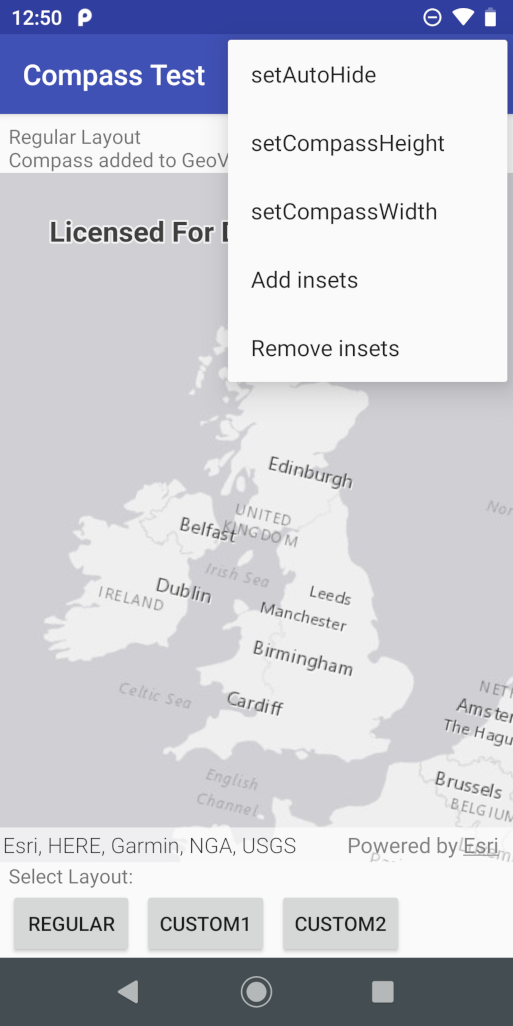 12:50
Compass Test
setAutoHide
setCompassHeight
setCompassWidth
Add insets
Remove insets
Regular Layout
Compass added to GeoV
Licensed For
Edinburgh
UNITED
KINGDOM
Belfast
Nor
Irish Sea
Dublin
IRELAND
Leeds
Manchester
Birmingham
Celtic Sea
Cardiff
NETH
Amster
The Hagu
English
Channel
Brussels
BELGIUM
Esri, HERE, Garmin, NGA, USGS
Powered by Esri
Select Layout:
REGULAR
CUSTOM1
CUSTOM2